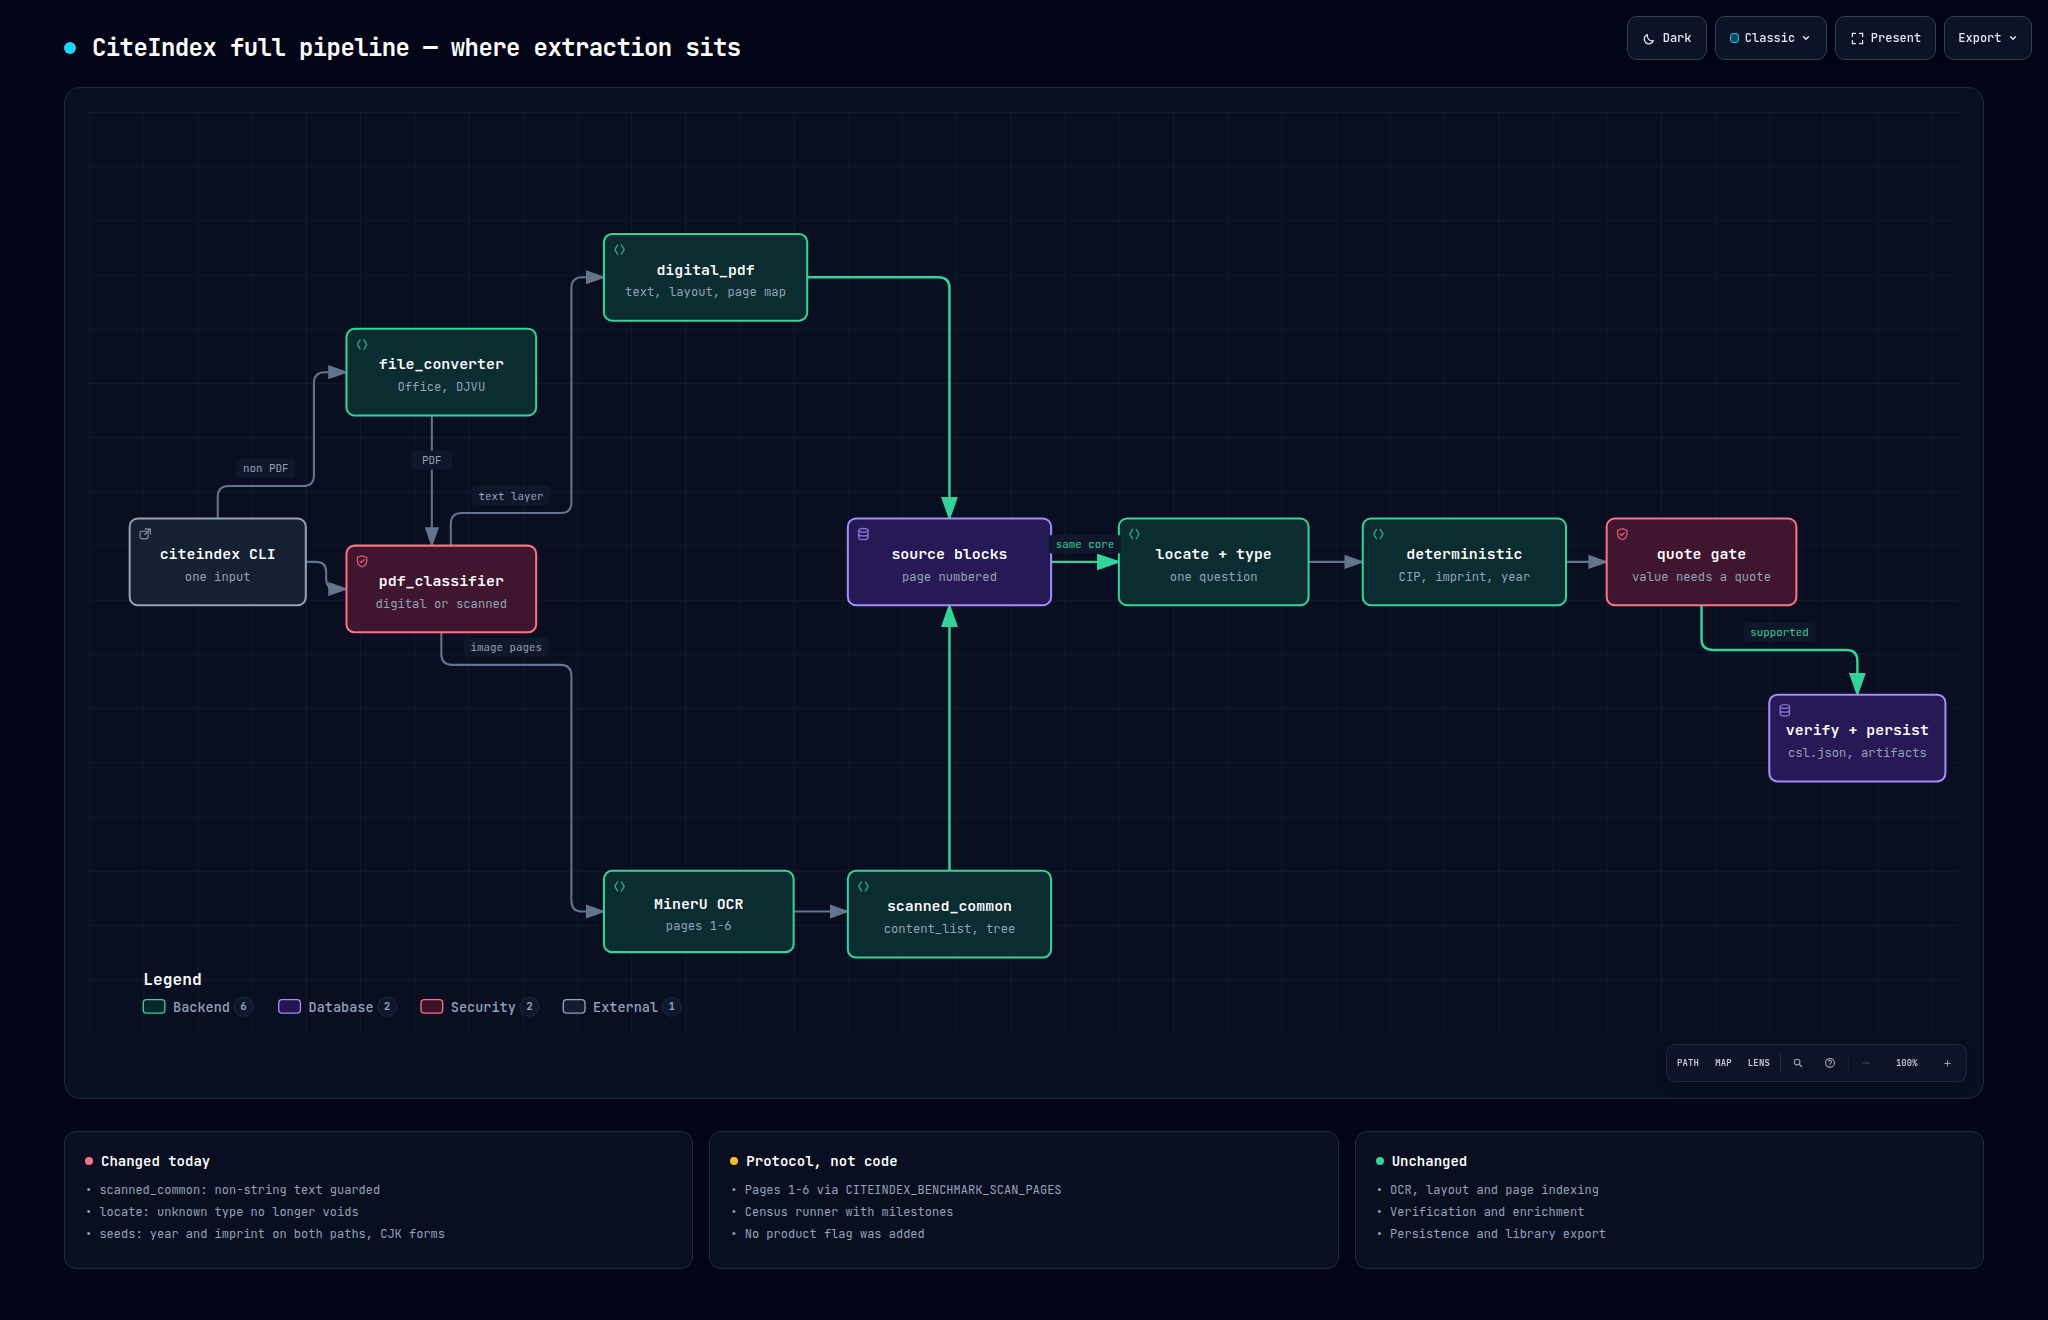 CiteIndex full pipeline — where extraction sits
Dark
Classic
Present
Export
digital_pdf
text, layout, page map
file_converter
Office, DJVU
non PDF
PDF
text layer
citeindex CLI
one input
pdf_classifier
digital or scanned
image pages
source blocks
page numbered
same core
locate + type
one question
deterministic
CIP, imprint, year
quote gate
value needs a quote
supported
verify + persist
csl.json, artifacts
MinerU OCR
pages 1-6
scanned_common
content_list, tree
Legend
Backend 6
Database 2
Security 2
External 1
PATH MAP LENS − 100% +
Changed today
• scanned_common: non-string text guarded
• locate: unknown type no longer voids
• seeds: year and imprint on both paths, CJK forms
Protocol, not code
• Pages 1-6 via CITEINDEX_BENCHMARK_SCAN_PAGES
• Census runner with milestones
• No product flag was added
Unchanged
• OCR, layout and page indexing
• Verification and enrichment
• Persistence and library export